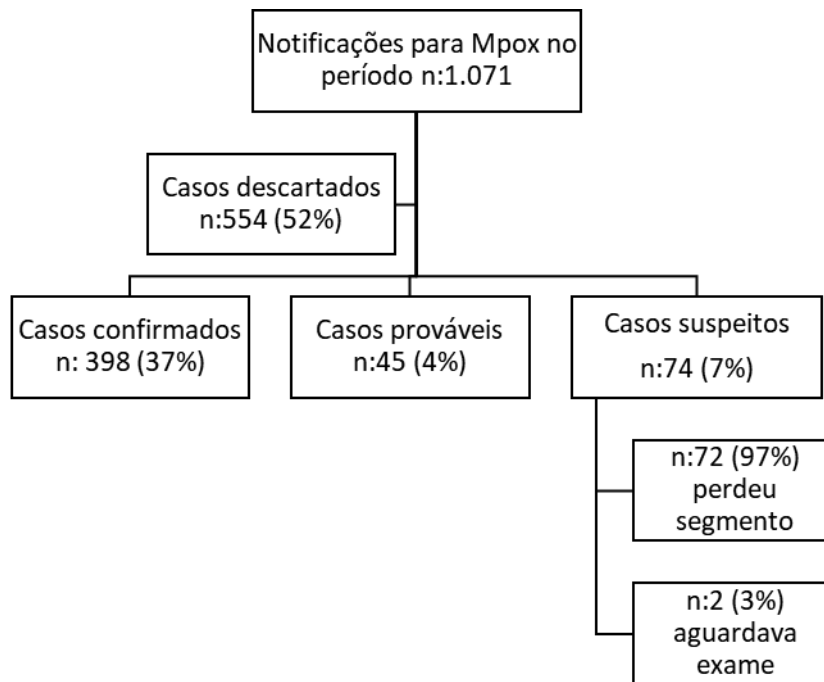 Notificações para Mpox no
período n:1.071
Casos descartados
n:554 (52%)
Casos confirmados
n: 398 (37%)
Casos prováveis
n:45 (4%)
Casos suspeitos
n:74 (7%)
n:72 (97%)
perdeu
segmento
n:2 (3%)
aguardava
exame